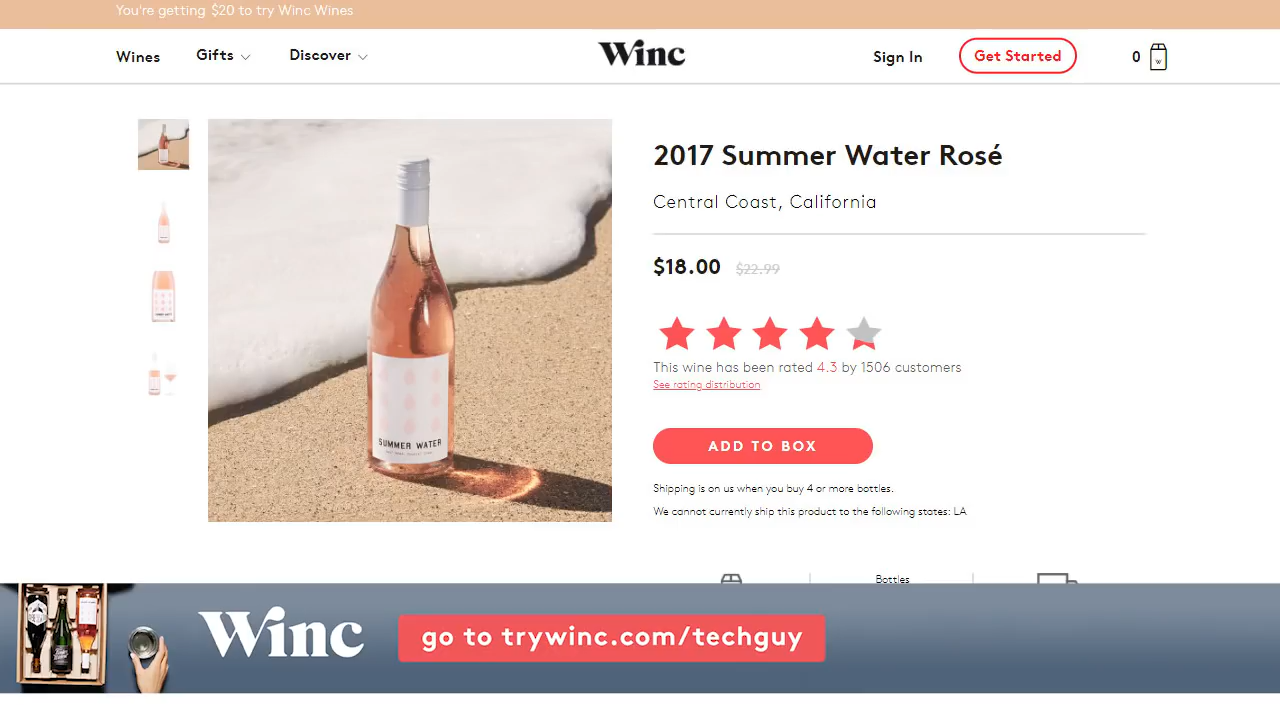 You're getting $20 to try Winc Wines
Wines Gifts Discover Winc Sign In Get Started 0
2017 Summer Water Rosé
Central Coast, California
$18.00 $22.99
This wine has been rated 4.3 by 1506 customers
See rating distribution
ADD TO BOX
SUMMER WATER
Shipping is on us when you buy 4 or more bottles.
We cannot currently ship this product to the following states: LA
Bottles
Winc go to trywinc.com/techguy